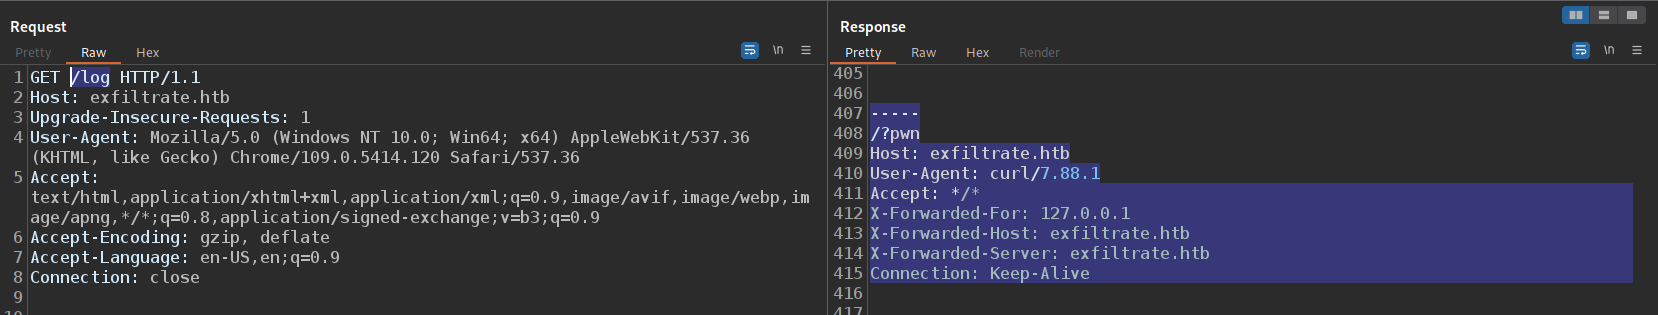 Request
Pretty Raw Hex
\n
1 GET /log HTTP/1.1
2 Host: exfiltrate.htb
3 Upgrade-Insecure-Requests: 1
4 User-Agent: Mozilla/5.0 (Windows NT 10.0; Win64; x64) AppleWebKit/537.36
(KHTML, like Gecko) Chrome/109.0.5414.120 Safari/537.36
5 Accept:
text/html,application/xhtml+xml,application/xml;q=0.9,image/avif,image/webp,im
age/apng,*/*;q=0.8,application/signed-exchange;v=b3;q=0.9
6 Accept-Encoding: gzip, deflate
7 Accept-Language: en-US,en;q=0.9
8 Connection: close
9
Response
Pretty Raw Hex Render
\n
405
406
407 -----
408 /?pwn
409 Host: exfiltrate.htb
410 User-Agent: curl/7.88.1
411 Accept: */*
412 X-Forwarded-For: 127.0.0.1
413 X-Forwarded-Host: exfiltrate.htb
414 X-Forwarded-Server: exfiltrate.htb
415 Connection: Keep-Alive
416
417